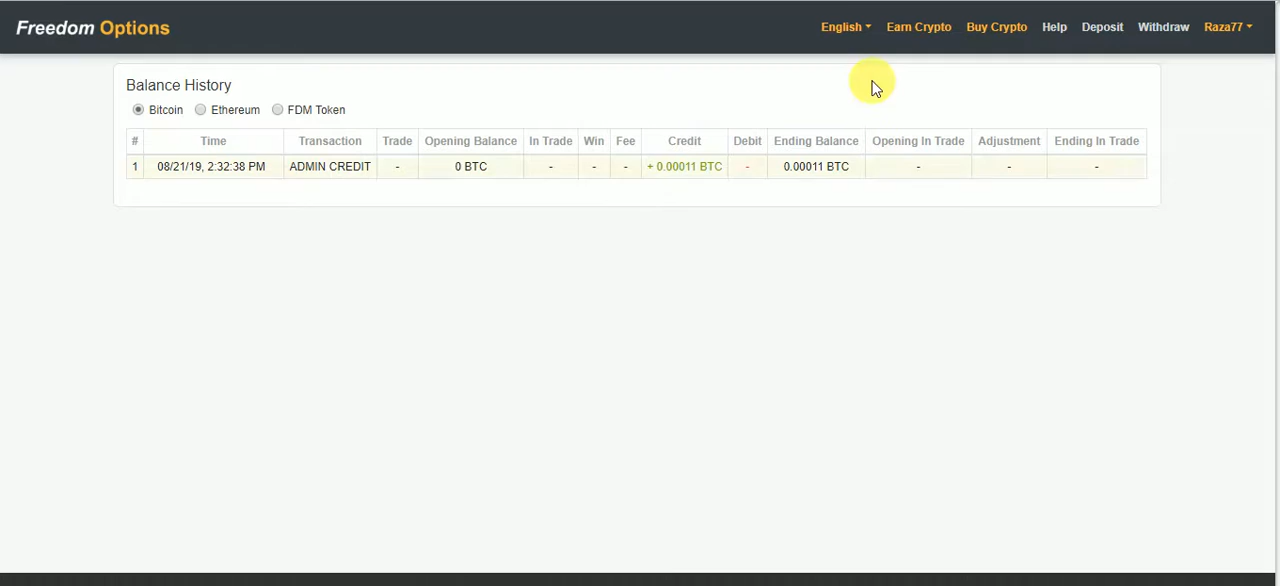 Freedom Options English Earn Crypto Buy Crypto Help Deposit Withdraw Raza77
Balance History
Bitcoin Ethereum FDM Token
# Time Transaction Trade Opening Balance In Trade Win Fee Credit Debit Ending Balance Opening In Trade Adjustment Ending In Trade
1 08/21/19, 2:32:38 PM ADMIN CREDIT - 0 BTC - - - + 0.00011 BTC - 0.00011 BTC - - -